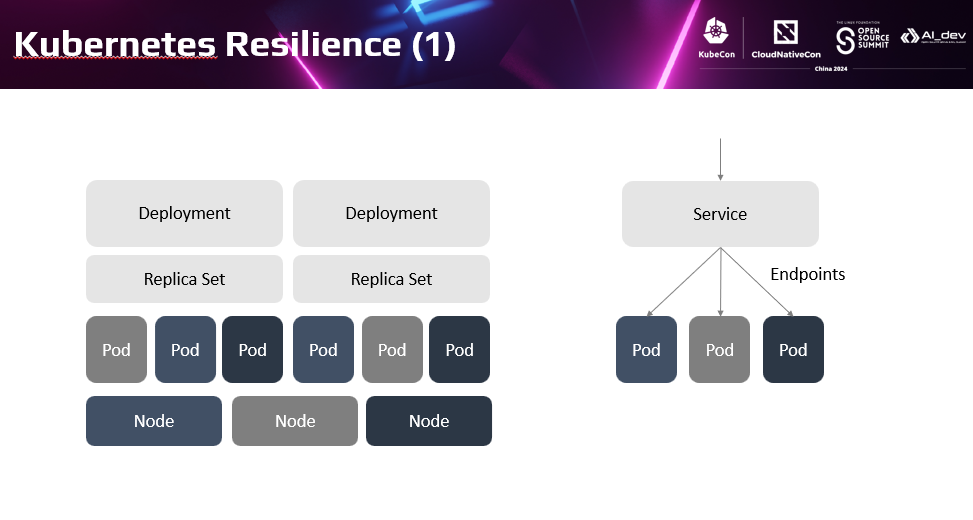 Kubernetes Resilience (1)
KubeCon
CloudNativeCon
THE LINUX FOUNDATION
OPEN
SOURCE
SUMMIT
AI_dev
China 2024
Deployment
Deployment
Replica Set
Replica Set
Pod
Pod
Pod
Pod
Pod
Pod
Node
Node
Node
Service
Endpoints
Pod
Pod
Pod